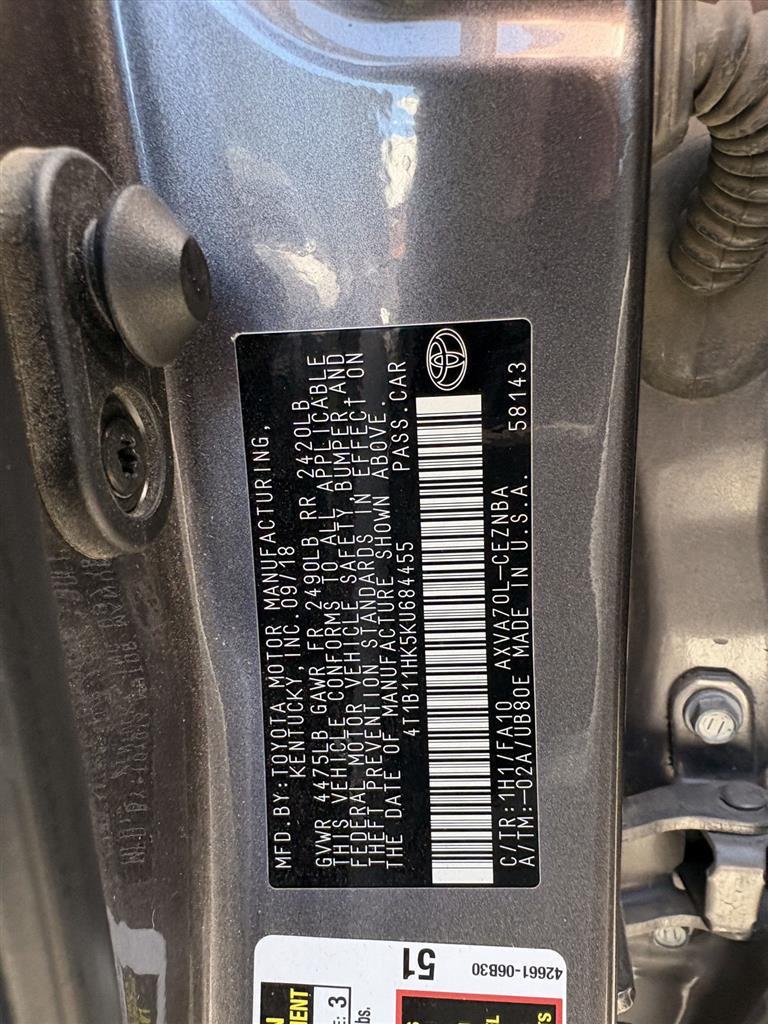 MFD. BY: TOYOTA MOTOR MANUFACTURING,
KENTUCKY, INC. 09/18
GVWR 4475LB GAWR FR 2490LB RR 2420LB
THIS VEHICLE CONFORMS TO ALL APPLICABLE
FEDERAL MOTOR VEHICLE SAFETY, BUMPER, AND
THEFT PREVENTION STANDARDS IN EFFECT ON
THE DATE OF MANUFACTURE SHOWN ABOVE.
4T1B11HK5KU684455 PASS. CAR
C/TR: 1H1/FA10 AXVA70L-CEZNBA
A/TM: -02A/UB80E MADE IN U.S.A. 58143
51
42661-06B30
3